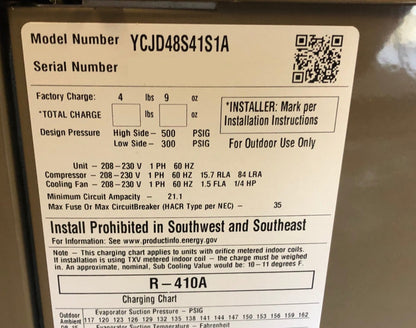 Model Number YCJD48S41S1A
Serial Number
Factory Charge: 4 lbs 9 oz
*TOTAL CHARGE lbs oz
*INSTALLER: Mark per
Installation Instructions
Design Pressure High Side- 500 PSIG
Low Side- 300 PSIG
For Outdoor Use Only
Unit - 208-230 V 1 PH 60 HZ
Compressor - 208-230 V 1 PH 60 HZ 15.7 RLA 84 LRA
Cooling Fan - 208-230 V 1 PH 60 HZ 1.5 FLA 1/4 HP
Minimum Circuit Ampacity - 21.1
Max Fuse Or Max CircuitBreaker (HACR Type per NEC) - 35
Install Prohibited in Southwest and Southeast
For Information: See www.productinfo.energy.gov
Note - This charging chart applies to units with orifice metered indoor coils.
If installation is using TXV metered indoor coil - the charge must be weighed
in. An approximate, nominal, Sub Cooling Value would be: 10-11 degrees F.
R-410A
Charging Chart
Outdoor Evaporator Suction Pressure - PSIG
Ambient 117 120 123 126 129 132 135 138 141 144 147 150 153 156 159 162
Evaporator Suction Temperature - Fahrenheit